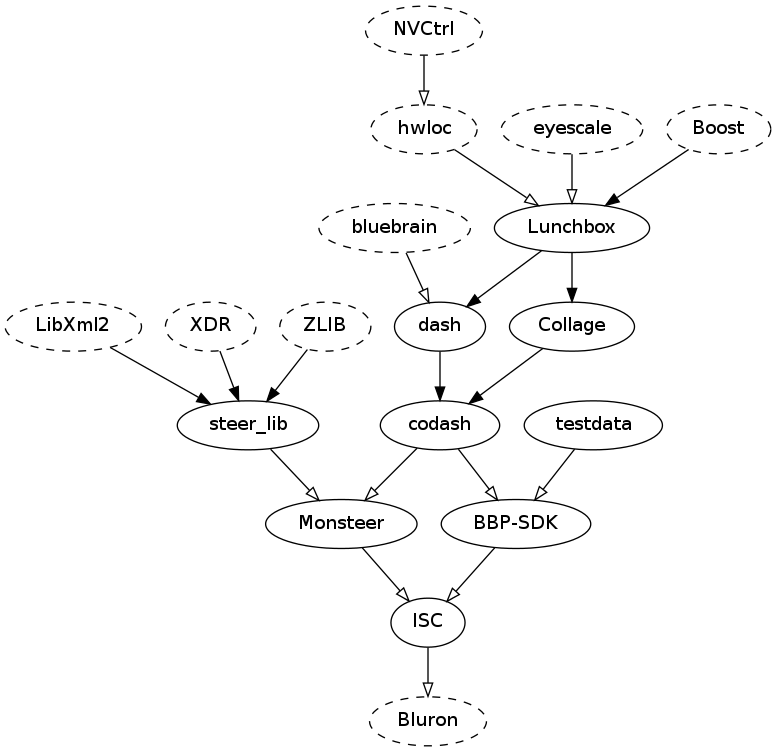 NVCtrl
hwloc
eyescale
Boost
bluebrain
Lunchbox
LibXml2
XDR
ZLIB
dash
Collage
steer_lib
codash
testdata
Monsteer
BBP-SDK
ISC
Bluron